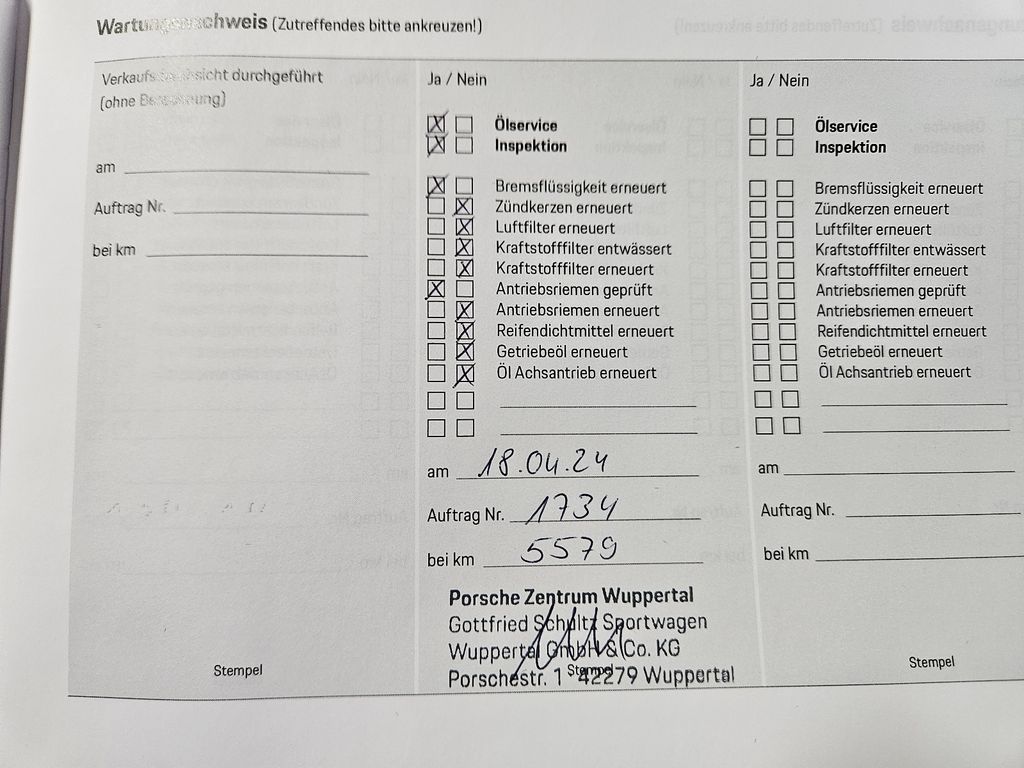 Wartungsnachweis (Zutreffendes bitte ankreuzen!)
Verkaufs durchgeführt
(ohne
am
Auftrag Nr.
bei km
Stempel
Ja / Nein
Ölservice
Inspektion
Bremsflüssigkeit erneuert
Zündkerzen erneuert
Luftfilter erneuert
Kraftstofffilter entwässert
Kraftstofffilter erneuert
Antriebsriemen geprüft
Antriebsriemen erneuert
Reifendichtmittel erneuert
Getriebeöl erneuert
Öl Achsantrieb erneuert
am 18.04.24
Auftrag Nr. 1734
bei km 5579
Porsche Zentrum Wuppertal
Gottfried Schultz Sportwagen
Wuppertal GmbH & Co. KG
Stempel
Porschestr. 1 42279 Wuppertal
Ja / Nein
Ölservice
Inspektion
Bremsflüssigkeit erneuert
Zündkerzen erneuert
Luftfilter erneuert
Kraftstofffilter entwässert
Kraftstofffilter erneuert
Antriebsriemen geprüft
Antriebsriemen erneuert
Reifendichtmittel erneuert
Getriebeöl erneuert
Öl Achsantrieb erneuert
am
Auftrag Nr.
bei km
Stempel